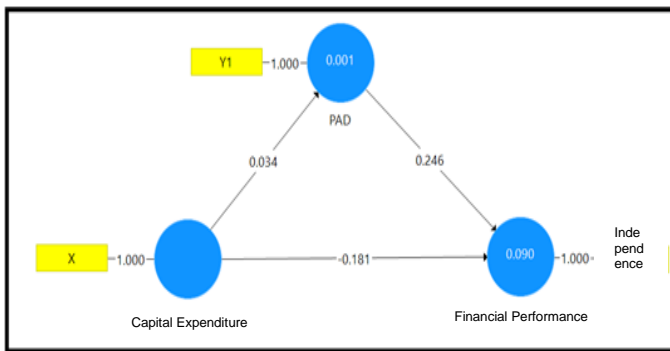 Y1
1.000
0.001
PAD
0.034
0.246
X
1.000
-0.181
0.090
1.000
Inde
pend
ence
Capital Expenditure
Financial Performance